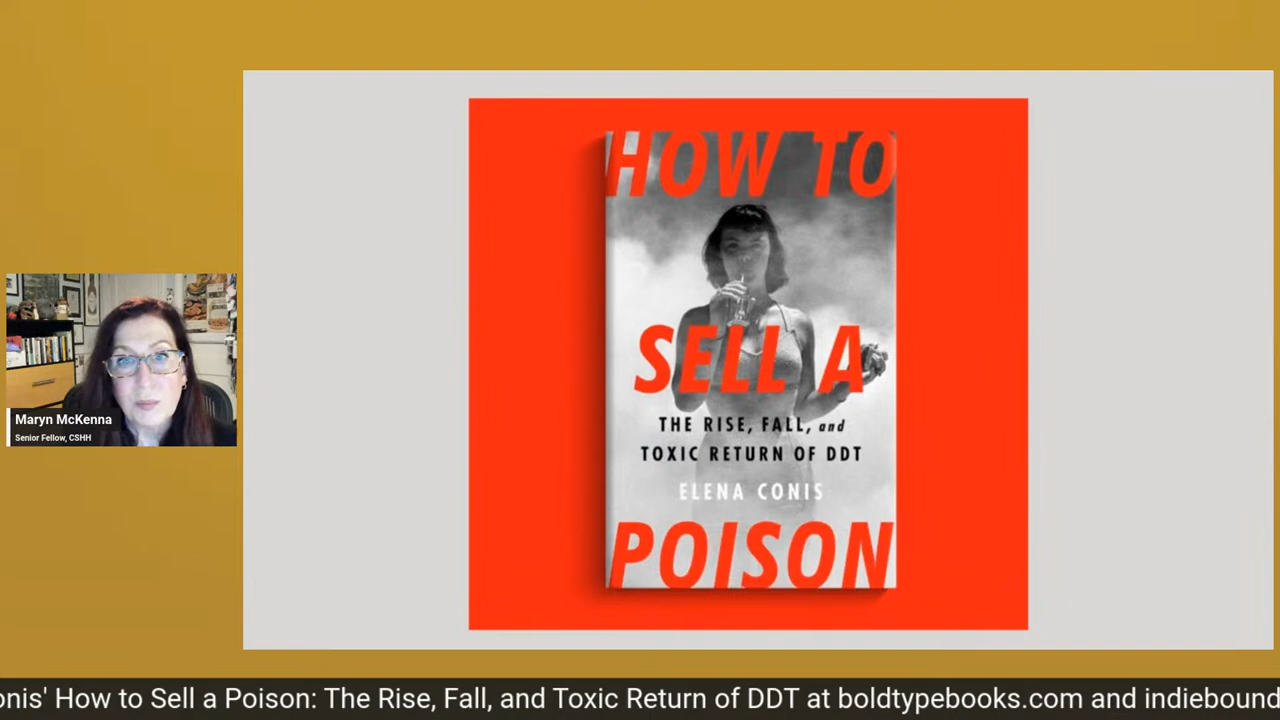 HOW TO
SELL A
THE RISE, FALL, and
TOXIC RETURN OF DDT
ELENA CONIS
POISON
Maryn McKenna
Senior Fellow, CSHH
onis' How to Sell a Poison: The Rise, Fall, and Toxic Return of DDT at boldtypebooks.com and indiebound